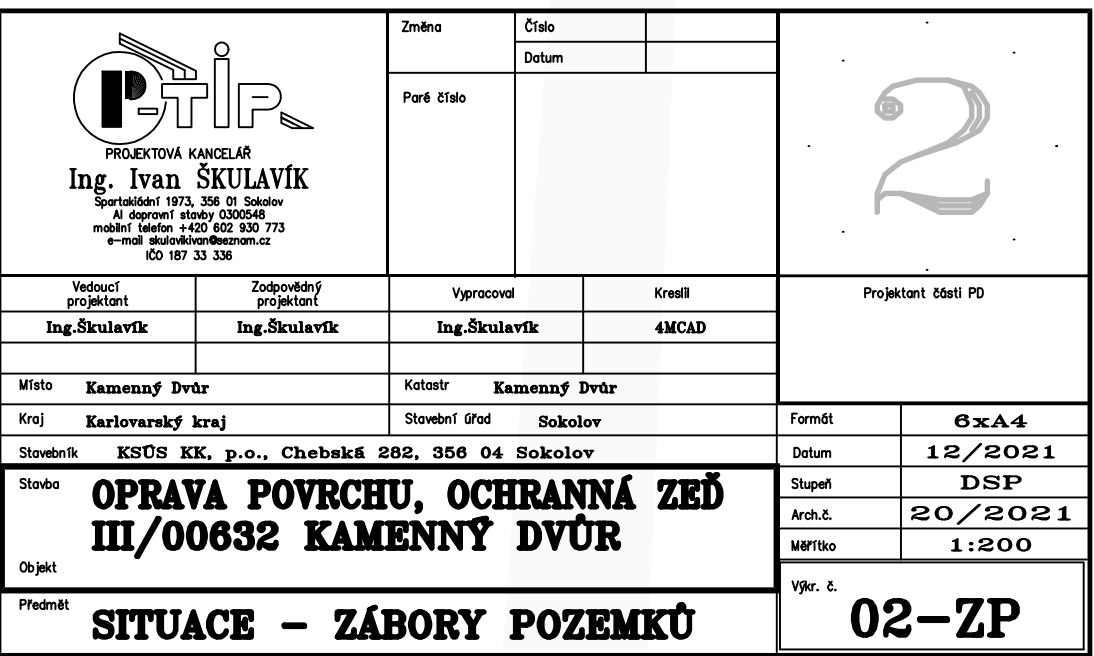 P-TIP
PROJEKTOVÁ KANCELÁŘ
Ing. Ivan ŠKULAVÍK
Spartakiádní 1973, 356 01 Sokolov
AI dopravní stavby 0300548
mobilní telefon +420 602 930 773
e-mail skulavikivan@seznam.cz
IČO 187 33 336
Změna
Číslo
Datum
Paré číslo
2
Vedoucí
projektant
Zodpovědný
projektant
Vypracoval
Kreslil
Projektant části PD
Ing.Škulavík
Ing.Škulavík
Ing.Škulavík
4MCAD
Místo Kamenný Dvůr
Katastr Kamenný Dvůr
Kraj Karlovarský kraj
Stavební úřad Sokolov
Stavebník KSÚS KK, p.o., Chebská 282, 356 04 Sokolov
Formát 6xA4
Datum 12/2021
Stupeň DSP
Arch.č. 20/2021
Měřítko 1:200
Stavba OPRAVA POVRCHU, OCHRANNÁ ZEĎ
III/00632 KAMENNÝ DVŮR
Objekt
Předmět SITUACE - ZÁBORY POZEMKŮ
Výkr. č.
02-ZP